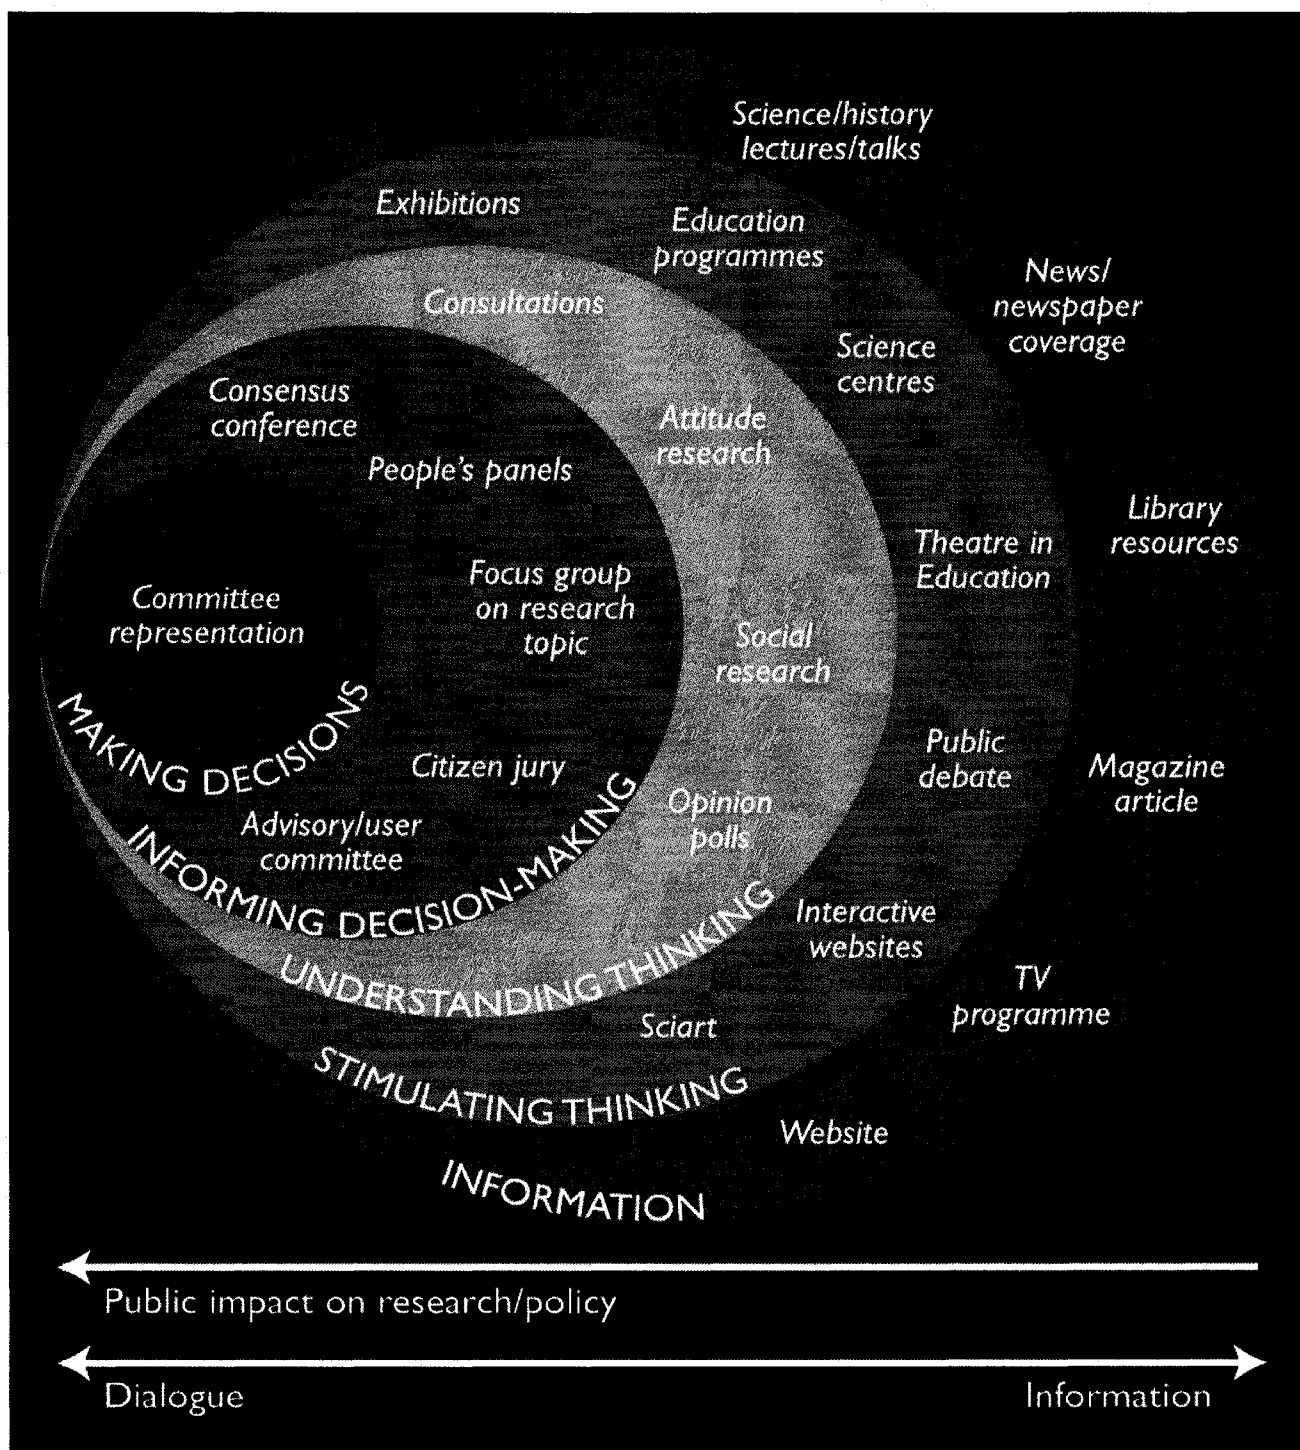 Science/history
lectures/talks
Exhibitions
Education
programmes
News/
newspaper
coverage
Consultations
Science
centres
Consensus
conference
Attitude
research
People's panels
Library
resources
Theatre in
Education
Focus group
on research
topic
Committee
representation
Social
research
MAKING DECISIONS
Public
debate
Magazine
article
Citizen jury
Opinion
polls
Advisory/user
committee
INFORMING DECISION-MAKING
Interactive
websites
UNDERSTANDING THINKING
TV
programme
Sciart
STIMULATING THINKING
Website
INFORMATION
Public impact on research/policy
Dialogue
Information